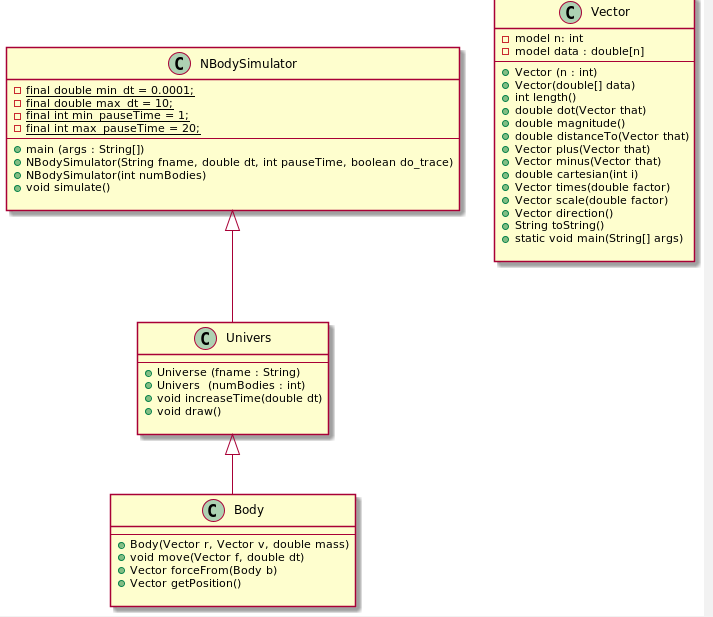 NBodySimulator
final double min_dt = 0.0001;
final double max_dt = 10;
final int min_pauseTime = 1;
final int max_pauseTime = 20;
main (args : String[])
NBodySimulator(String fname, double dt, int pauseTime, boolean do_trace)
NBodySimulator(int numBodies)
void simulate()
Vector
model n: int
model data : double[n]
Vector (n : int)
Vector(double[] data)
int length()
double dot(Vector that)
double magnitude()
double distanceTo(Vector that)
Vector plus(Vector that)
Vector minus(Vector that)
double cartesian(int i)
Vector times(double factor)
Vector scale(double factor)
Vector direction()
String toString()
static void main(String[] args)
Univers
Universe (fname : String)
Univers  (numBodies : int)
void increaseTime(double dt)
void draw()
Body
Body(Vector r, Vector v, double mass)
void move(Vector f, double dt)
Vector forceFrom(Body b)
Vector getPosition()